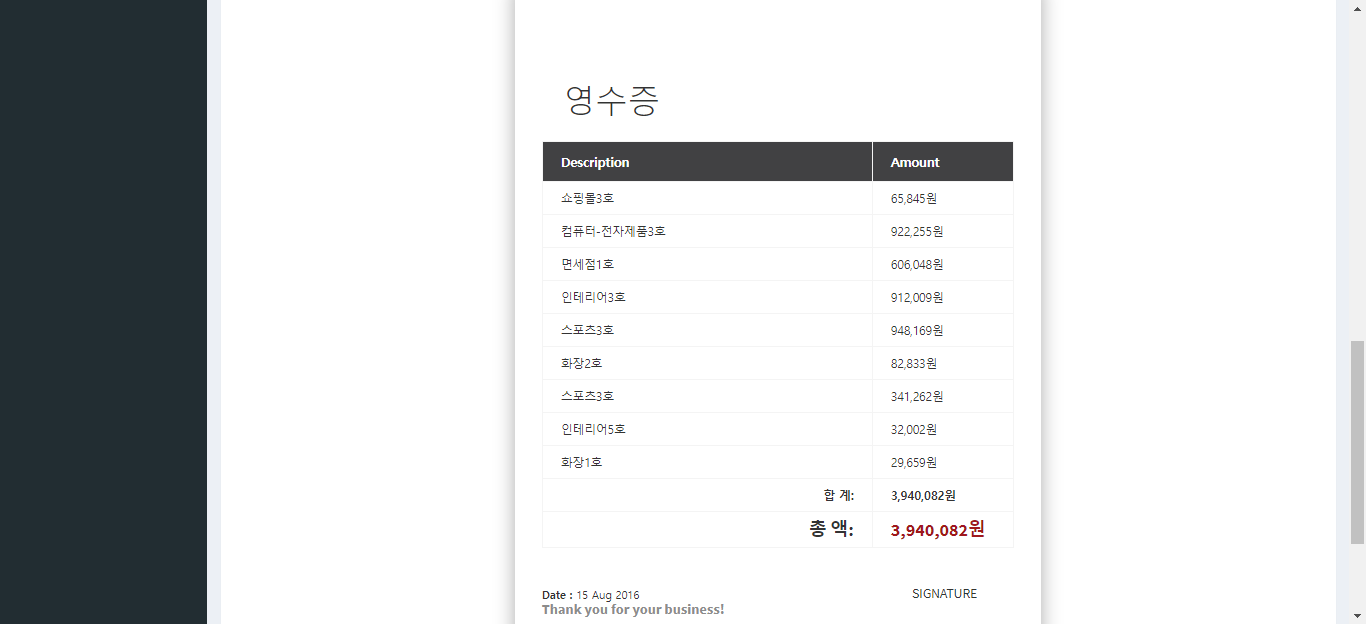 영수증
Description Amount
쇼핑몰3호 65,845원
컴퓨터-전자제품3호 922,255원
면세점1호 606,048원
인테리어3호 912,009원
스포츠3호 948,169원
화장2호 82,833원
스포츠3호 341,262원
인테리어5호 32,002원
화장1호 29,659원
합 계: 3,940,082원
총 액: 3,940,082원
Date : 15 Aug 2016 SIGNATURE
Thank you for your business!